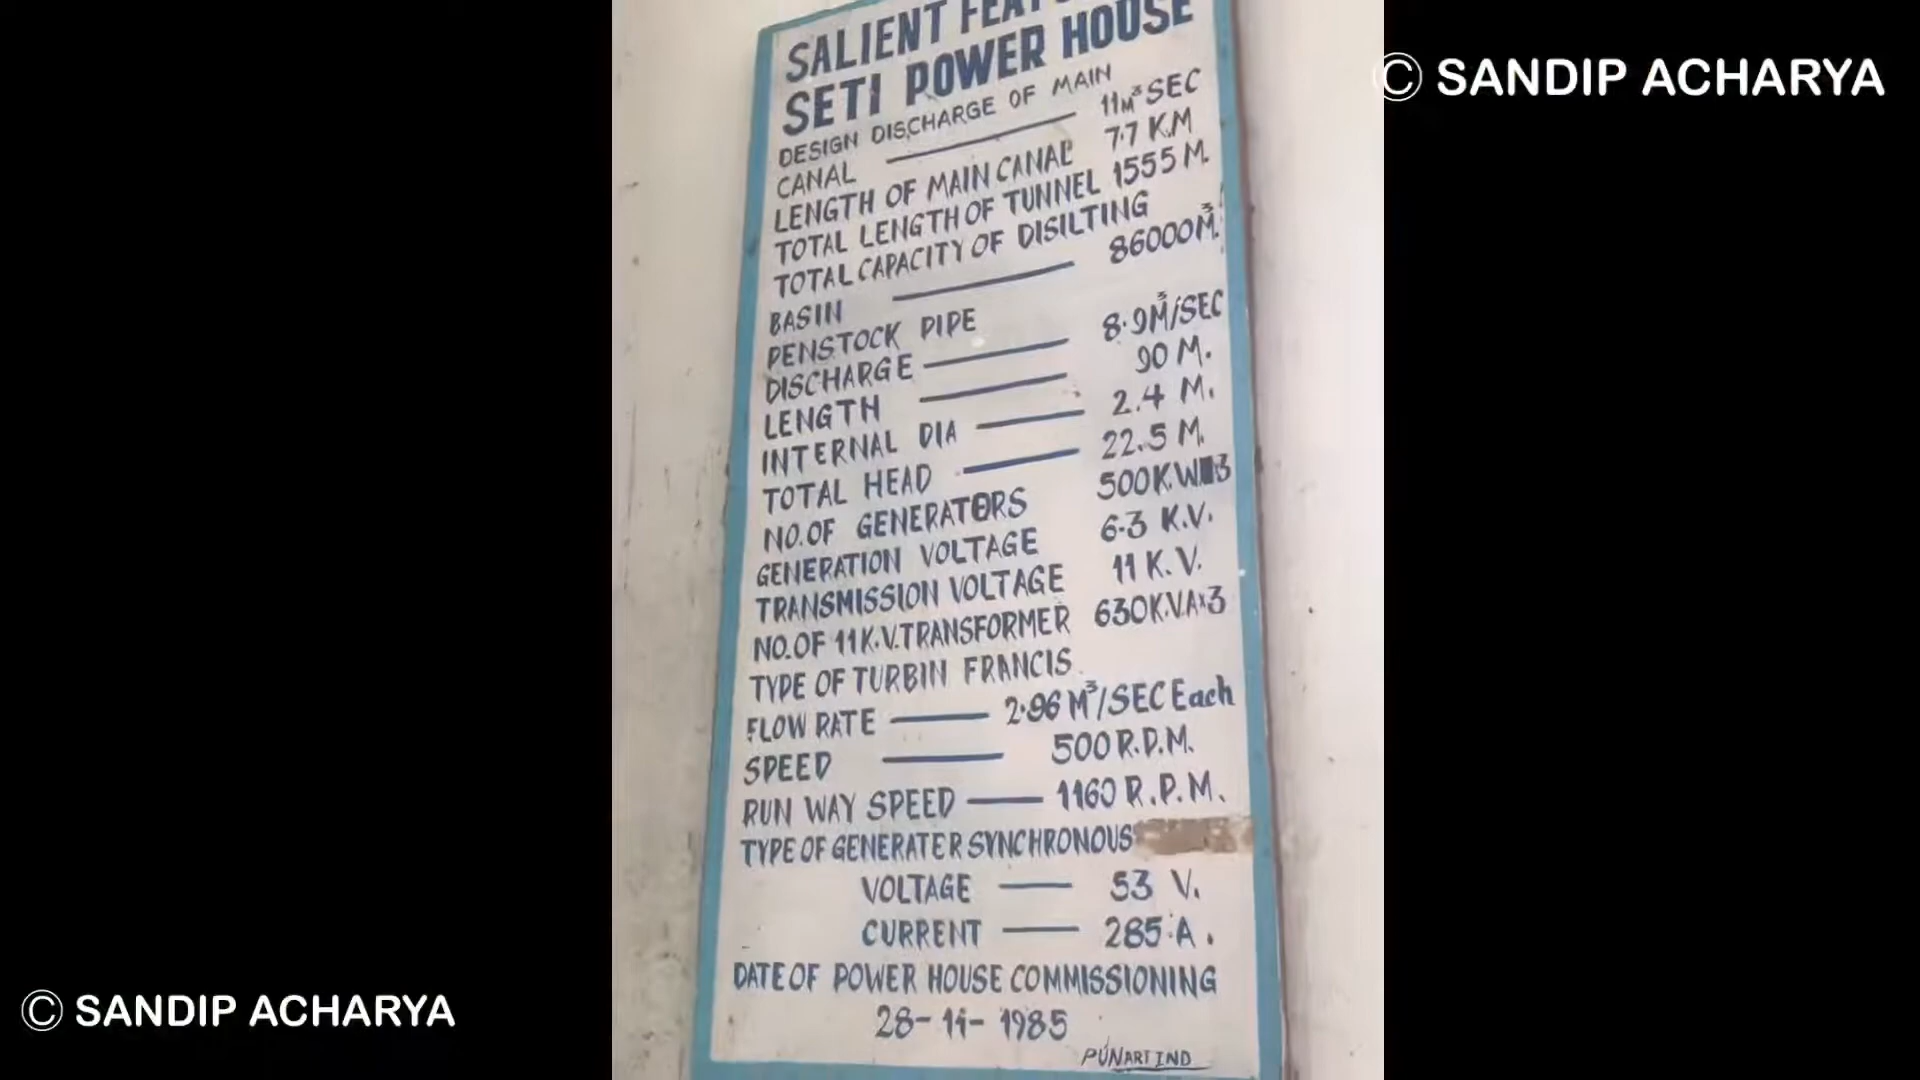 SALIENT
SETI POWER HOUSE
DESIGN DISCHARGE OF MAIN
CANAL — 11M³SEC
LENGTH OF MAIN CANAL 7.7 K.M
TOTAL LENGTH OF TUNNEL 1555 M.
TOTAL CAPACITY OF DISILTING
BASIN — 86000M³.
PENSTOCK PIPE
DISCHARGE — 8.9M³/SEC
LENGTH — 90 M.
INTERNAL DIA — 2.4 M.
TOTAL HEAD — 22.5 M.
NO.OF GENERATORS 500K.W 3
GENERATION VOLTAGE 6.3 K.V.
TRANSMISSION VOLTAGE 11 K.V.
NO.OF 11K.V.TRANSFORMER 630K.V.A×3
TYPE OF TURBIN FRANCIS
FLOW RATE — 2.96 M³/SEC Each
SPEED — 500 R.P.M.
RUN WAY SPEED — 1160 R.P.M.
TYPE OF GENERATER SYNCHRONOUS
VOLTAGE — 53 V.
CURRENT — 285.A.
DATE OF POWER HOUSE COMMISSIONING
28-11-1985
PUNART IND
© SANDIP ACHARYA
© SANDIP ACHARYA